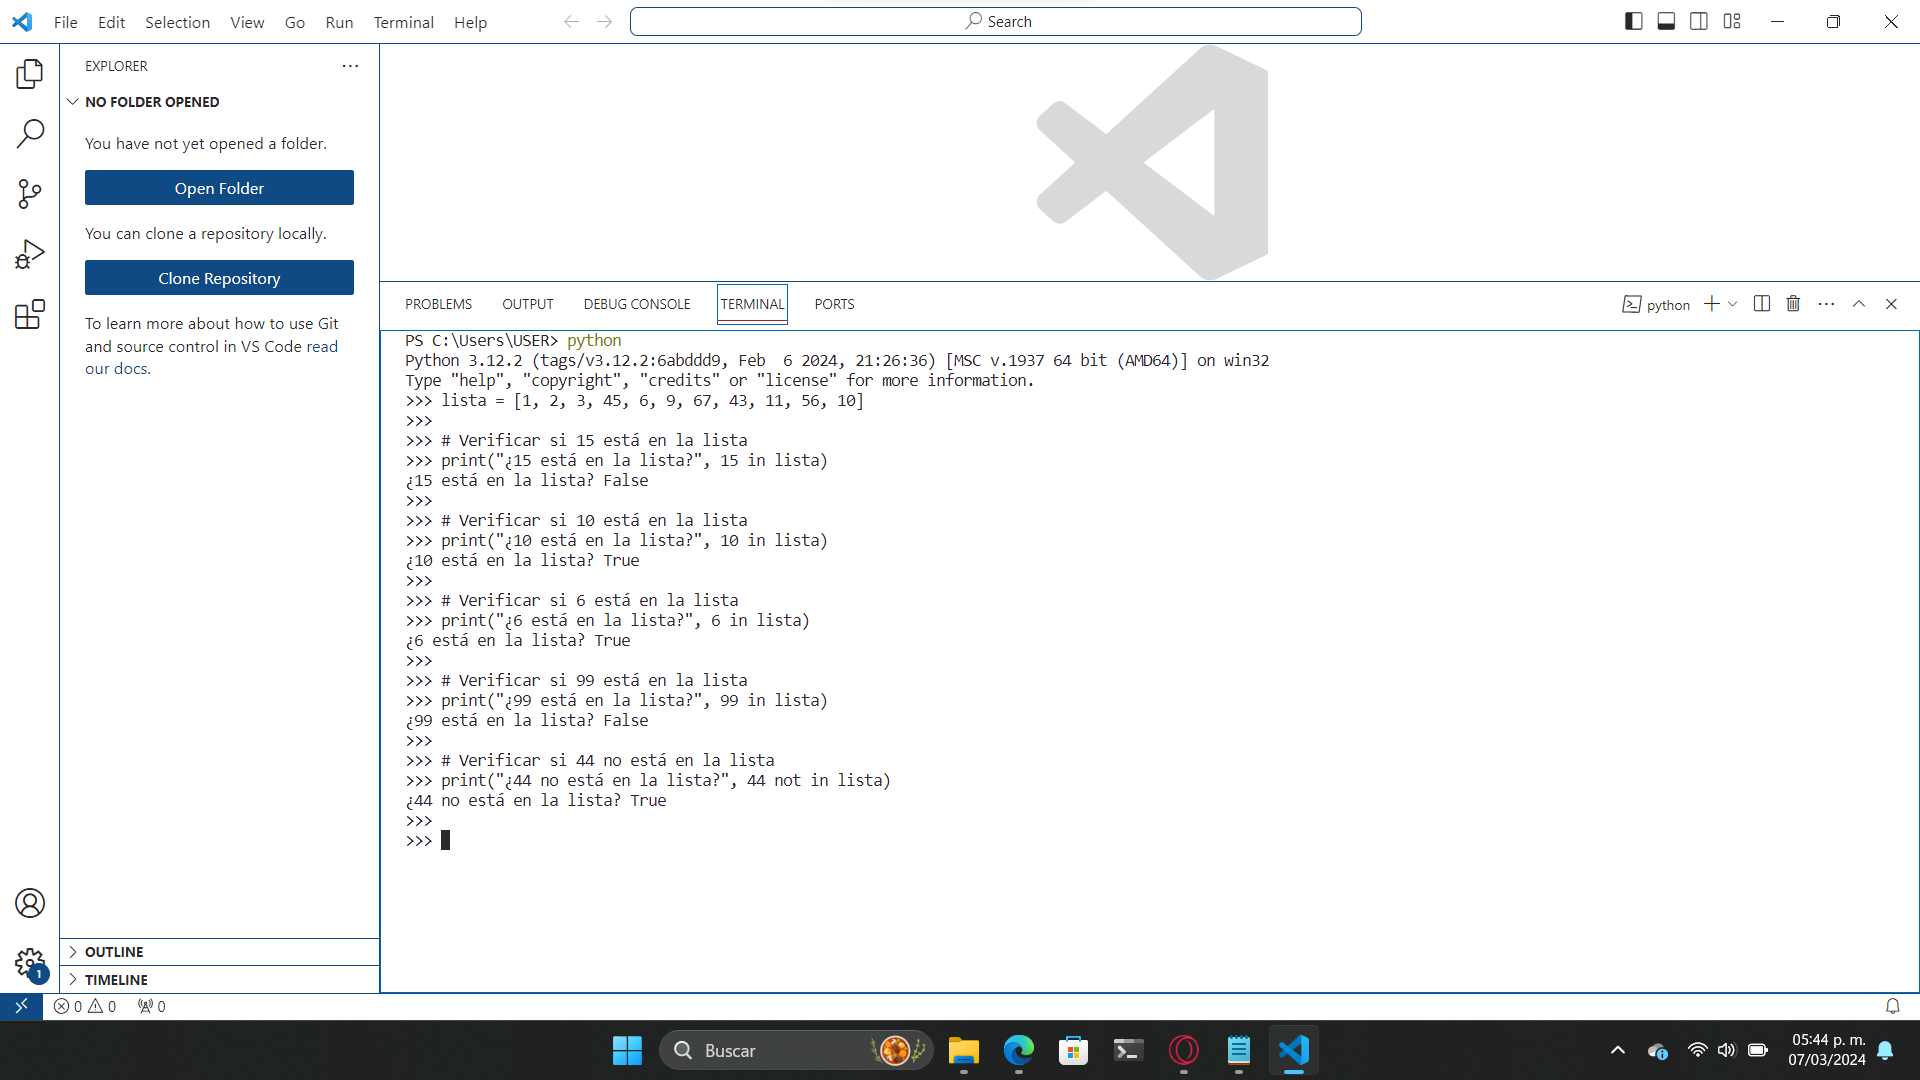 File Edit Selection View Go Run Terminal Help
Search
EXPLORER
NO FOLDER OPENED
You have not yet opened a folder.
Open Folder
You can clone a repository locally.
Clone Repository
To learn more about how to use Git
and source control in VS Code read
our docs.
OUTLINE
TIMELINE
PROBLEMS OUTPUT DEBUG CONSOLE TERMINAL PORTS
python
PS C:\Users\USER> python
Python 3.12.2 (tags/v3.12.2:6abddd9, Feb  6 2024, 21:26:36) [MSC v.1937 64 bit (AMD64)] on win32
Type "help", "copyright", "credits" or "license" for more information.
>>> lista = [1, 2, 3, 45, 6, 9, 67, 43, 11, 56, 10]
>>>
>>> # Verificar si 15 está en la lista
>>> print("¿15 está en la lista?", 15 in lista)
¿15 está en la lista? False
>>>
>>> # Verificar si 10 está en la lista
>>> print("¿10 está en la lista?", 10 in lista)
¿10 está en la lista? True
>>>
>>> # Verificar si 6 está en la lista
>>> print("¿6 está en la lista?", 6 in lista)
¿6 está en la lista? True
>>>
>>> # Verificar si 99 está en la lista
>>> print("¿99 está en la lista?", 99 in lista)
¿99 está en la lista? False
>>>
>>> # Verificar si 44 no está en la lista
>>> print("¿44 no está en la lista?", 44 not in lista)
¿44 no está en la lista? True
>>>
>>>
1
0 0 0
Buscar
05:44 p. m.
07/03/2024